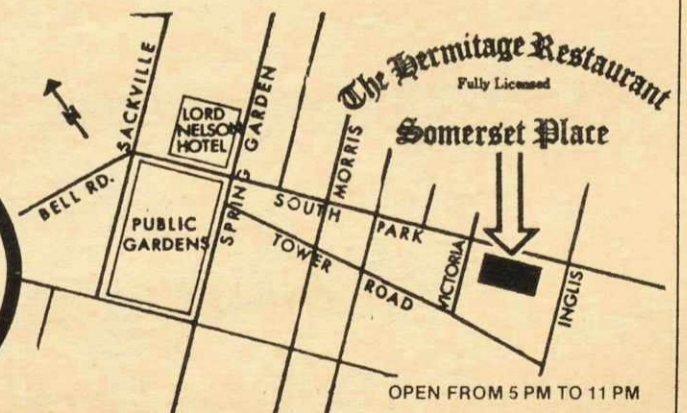 The Hermitage Restaurant
Fully Licensed
Somerset Place
N
SACKVILLE
LORD
NELSON
HOTEL
SPRING GARDEN
MORRIS
BELL RD.
PUBLIC
GARDENS
SOUTH PARK
TOWER ROAD
VICTORIA
INGLIS
OPEN FROM 5 PM TO 11 PM